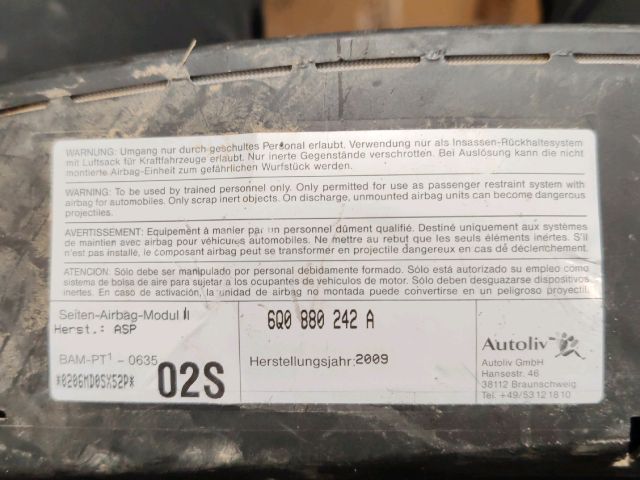 WARNUNG: Umgang nur durch geschultes Personal erlaubt. Verwendung nur als Insassen-Rückhaltesystem
mit Luftsack für Kraftfahrzeuge erlaubt. Nur inerte Gegenstände verschrotten. Bei Auslösung kann die nicht
montierte Airbag-Einheit zum gefährlichen Wurfstück werden.
WARNING: To be used by trained personnel only. Only permitted for use as passenger restraint system with
airbag for automobiles. Only scrap inert objects. On discharge, unmounted airbag units can become dangerous
projectiles.
AVERTISSEMENT: Equipement à manier par un personnel dûment qualifié. Destiné uniquement aux systèmes
de maintien avec airbag pour véhicules automobiles. Ne mettre au rebut que les seuls éléments inertes. S'il
n'est pas installé, le composant airbag peut se transformer en projectile dangereux en cas de déclenchement.
ATENCION: Sólo debe ser manipulado por personal debidamente formado. Sólo está autorizado su empleo como
sistema de bolsa de aire para sujetar a los ocupantes de vehículos de motor. Sólo deben desguazarse dispositivos
inertes. En caso de activación, la unidad de airbag no montada puede convertirse en un peligroso proyectil.
Seiten-Airbag-Modul II
Herst.: ASP
6Q0 880 242 A
BAM-PT¹ - 0635
*0206MD0SX52P*
02S
Herstellungsjahr: 2009
Autoliv
Autoliv GmbH
Hansestr. 46
38112 Braunschweig
Tel. +49/53 12 18 10